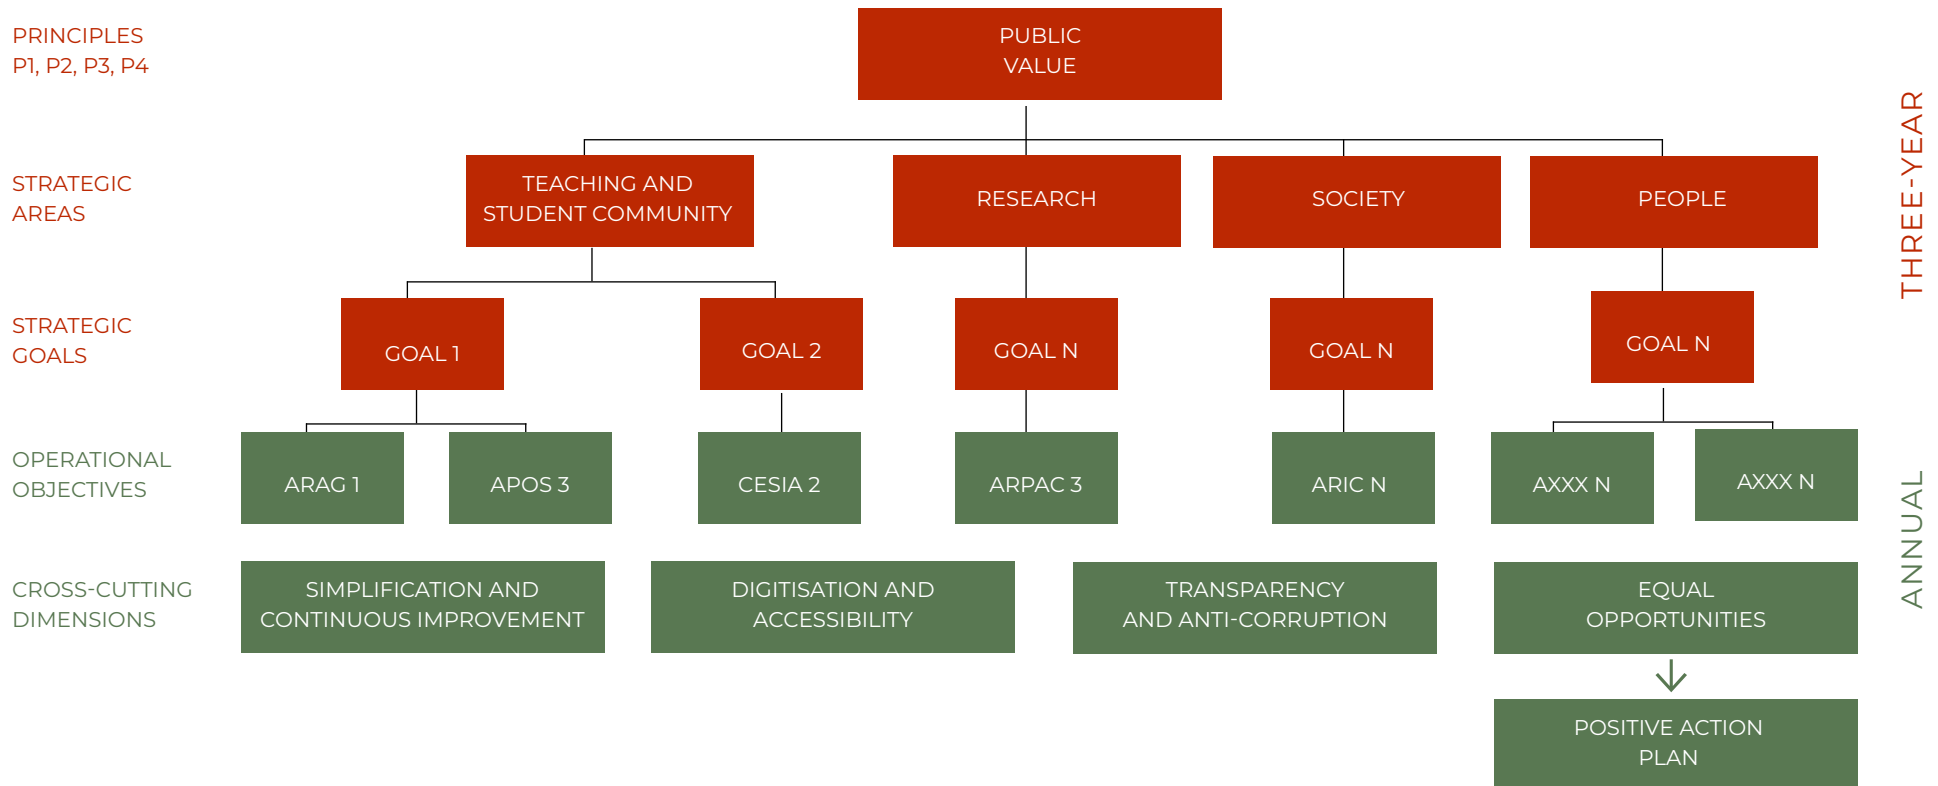 PRINCIPLES
P1, P2, P3, P4
PUBLIC
VALUE
THREE-YEAR
STRATEGIC
AREAS
TEACHING AND
STUDENT COMMUNITY
RESEARCH
SOCIETY
PEOPLE
STRATEGIC
GOALS
GOAL 1
GOAL 2
GOAL N
GOAL N
GOAL N
OPERATIONAL
OBJECTIVES
ARAG 1
APOS 3
CESIA 2
ARPAC 3
ARIC N
AXXX N
AXXX N
ANNUAL
CROSS-CUTTING
DIMENSIONS
SIMPLIFICATION AND
CONTINUOUS IMPROVEMENT
DIGITISATION AND
ACCESSIBILITY
TRANSPARENCY
AND ANTI-CORRUPTION
EQUAL
OPPORTUNITIES
POSITIVE ACTION
PLAN